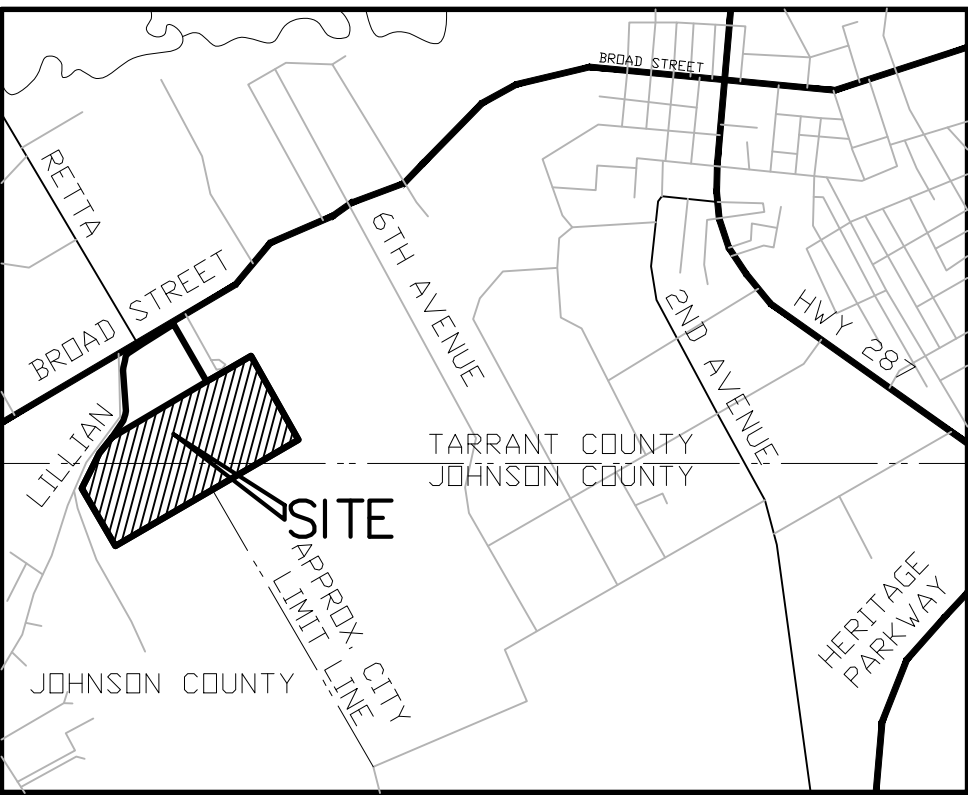 BROAD STREET
RETTA
BROAD STREET
6TH AVENUE
2ND AVENUE
HWY 287
LILLIAN
TARRANT COUNTY
JOHNSON COUNTY
SITE
APPROX. CITY
LIMIT LINE
HERITAGE
PARKWAY
JOHNSON COUNTY